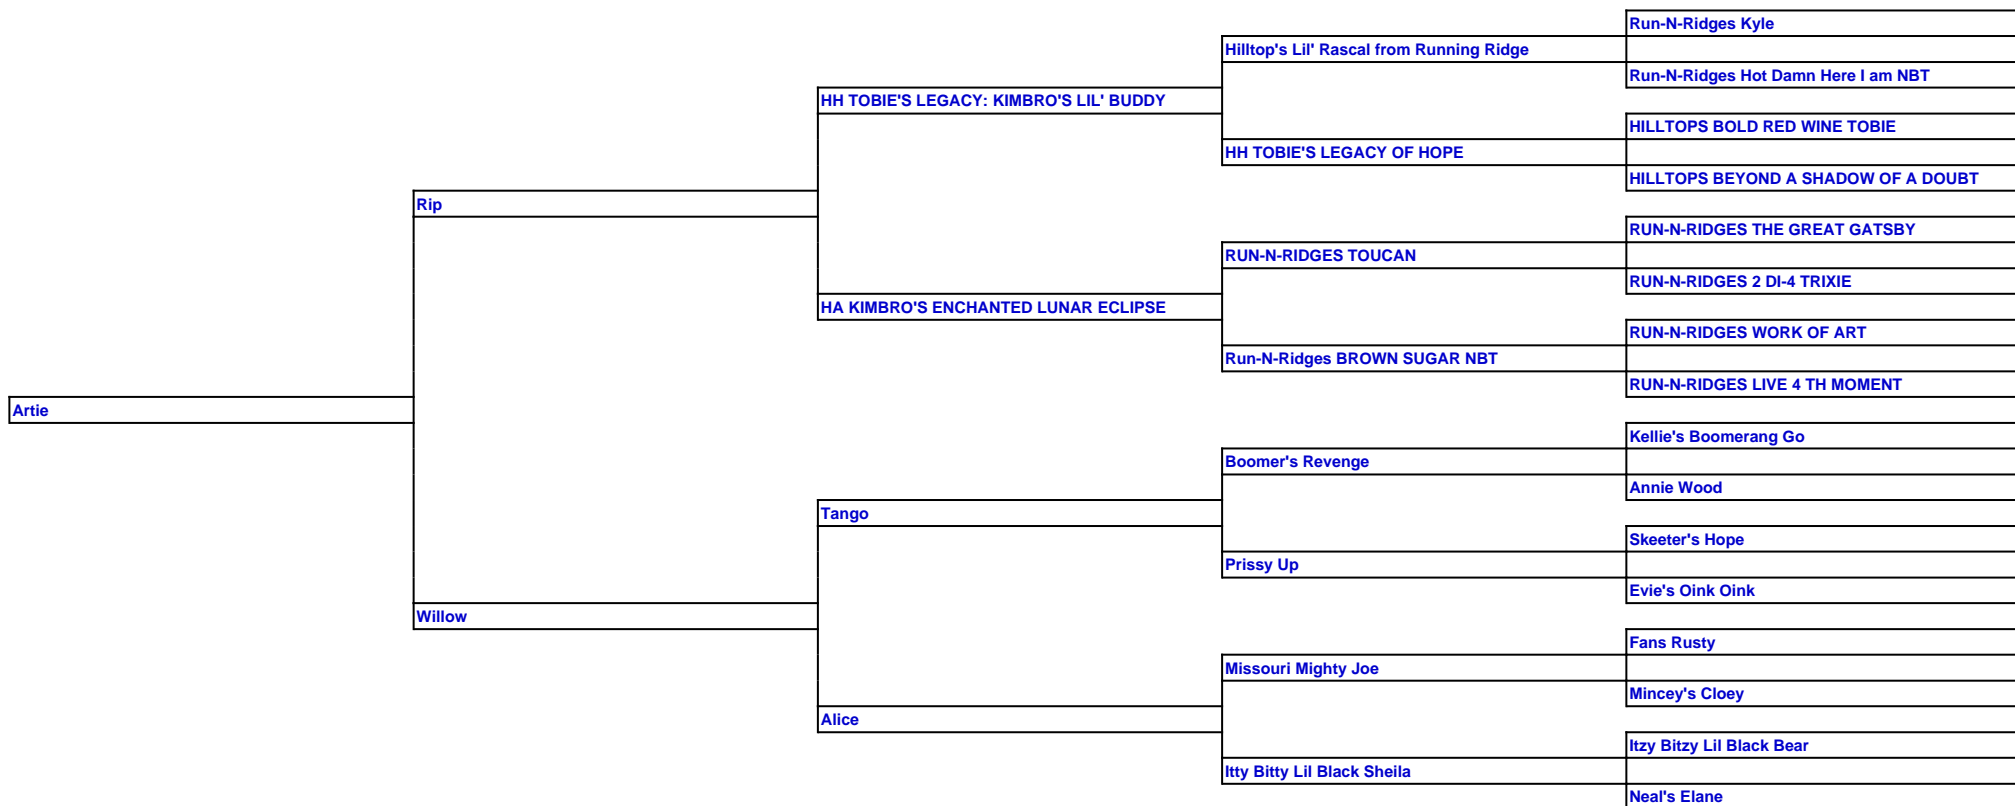 Run-N-Ridges Kyle
Hilltop's Lil' Rascal from Running Ridge
Run-N-Ridges Hot Damn Here I am NBT
HH TOBIE'S LEGACY: KIMBRO'S LIL' BUDDY
HILLTOPS BOLD RED WINE TOBIE
HH TOBIE'S LEGACY OF HOPE
HILLTOPS BEYOND A SHADOW OF A DOUBT
Rip
RUN-N-RIDGES THE GREAT GATSBY
RUN-N-RIDGES TOUCAN
RUN-N-RIDGES 2 DI-4 TRIXIE
HA KIMBRO'S ENCHANTED LUNAR ECLIPSE
RUN-N-RIDGES WORK OF ART
Run-N-Ridges BROWN SUGAR NBT
RUN-N-RIDGES LIVE 4 TH MOMENT
Artie
Kellie's Boomerang Go
Boomer's Revenge
Annie Wood
Tango
Skeeter's Hope
Prissy Up
Evie's Oink Oink
Willow
Fans Rusty
Missouri Mighty Joe
Mincey's Cloey
Alice
Itzy Bitzy Lil Black Bear
Itty Bitty Lil Black Sheila
Neal's Elane